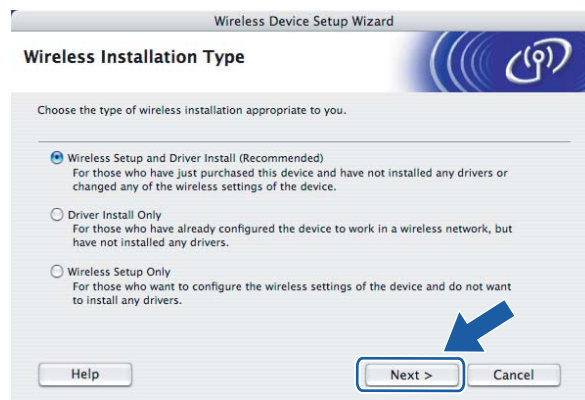 Wireless Device Setup Wizard
Wireless Installation Type
Choose the type of wireless installation appropriate to you.
Wireless Setup and Driver Install (Recommended)
For those who have just purchased this device and have not installed any drivers or
changed any of the wireless settings of the device.
Driver Install Only
For those who have already configured the device to work in a wireless network, but
have not installed any drivers.
Wireless Setup Only
For those who want to configure the wireless settings of the device and do not want
to install any drivers.
Help
Next >
Cancel